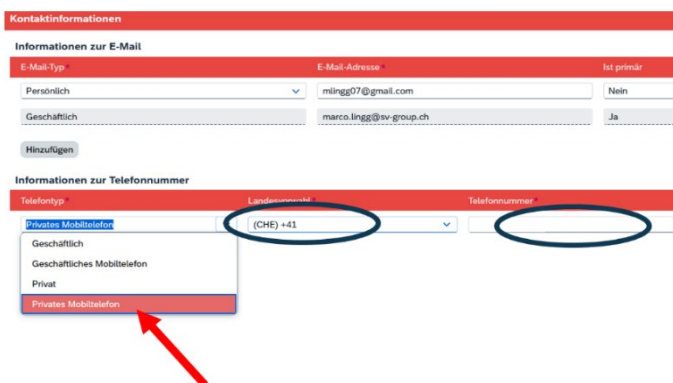 Kontaktinformationen
Informationen zur E-Mail
E-Mail-Typ * E-Mail-Adresse * Ist primär
Persönlich mlingg07@gmail.com Nein
Geschäftlich marco.lingg@sv-group.ch Ja
Hinzufügen
Informationen zur Telefonnummer
Telefontyp * Landesvorwahl * Telefonnummer *
Privates Mobiltelefon (CHE) +41
Geschäftlich
Geschäftliches Mobiltelefon
Privat
Privates Mobiltelefon